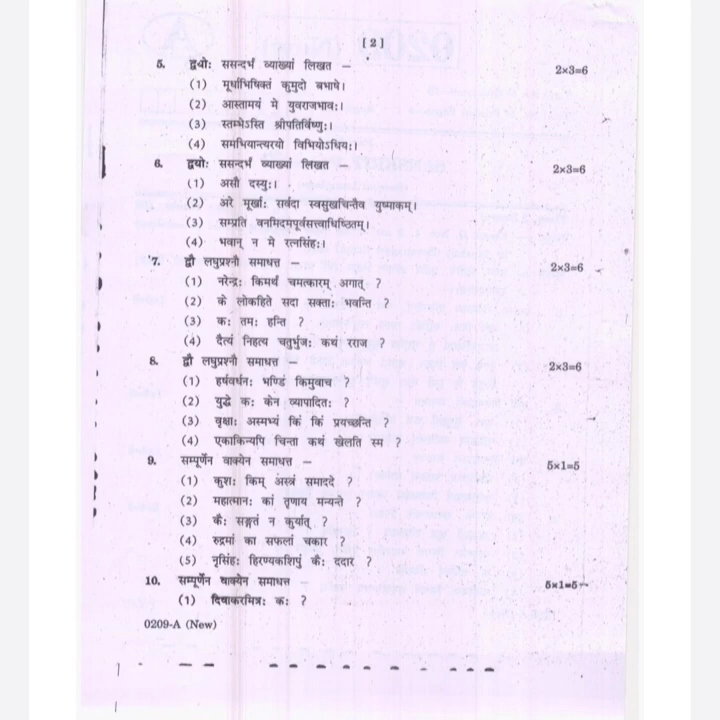 [ 2 ]
5. द्वयोः ससन्दर्भं व्याख्यां लिखत – 2×3=6
(1) मूर्धाभिषिक्तं कुमुदो बभाषे।
(2) आस्तामयं मे युवराजभावः।
(3) स्तम्भेऽस्ति श्रीपतिर्विष्णुः।
(4) समभियान्त्यरयो विभियोऽधियः।
6. द्वयोः ससन्दर्भं व्याख्यां लिखत – 2×3=6
(1) असौ दस्युः।
(2) अरे मूर्खाः सर्वदा स्वसुखचिन्तैव युष्माकम्।
(3) सम्प्रति वनमिदमपूर्वसत्त्वाधिष्ठितम्।
(4) भवान् न मे रत्नसिंहः।
7. द्वौ लघुप्रश्नौ समाधत्त – 2×3=6
(1) नरेन्द्रः किमर्थं चमत्कारम् अगात् ?
(2) के लोकहिते सदा सक्ताः भवन्ति ?
(3) कः तमः हन्ति ?
(4) दैत्यं निहत्य चतुर्भुजः कथं रराज ?
8. द्वौ लघुप्रश्नौ समाधत्त – 2×3=6
(1) हर्षवर्धनः भण्डिं किमुवाच ?
(2) युद्धे कः केन व्यापादितः ?
(3) वृक्षाः अस्मभ्यं किं किं प्रयच्छन्ति ?
(4) एकाकिन्यपि चिन्ता कथं खेलति स्म ?
9. सम्पूर्णेन वाक्येन समाधत्त – 5×1=5
(1) कुशः किम् अस्त्रं समाददे ?
(2) महात्मानः कां तृणाय मन्यन्ते ?
(3) कैः सङ्गतं न कुर्यात् ?
(4) रुद्रमां का सफलां चकार ?
(5) नृसिंहः हिरण्यकशिपुं कैः ददार ?
10. सम्पूर्णेन वाक्येन समाधत्त – 5×1=5
(1) दिवाकरमित्रः कः ?
0209-A (New)